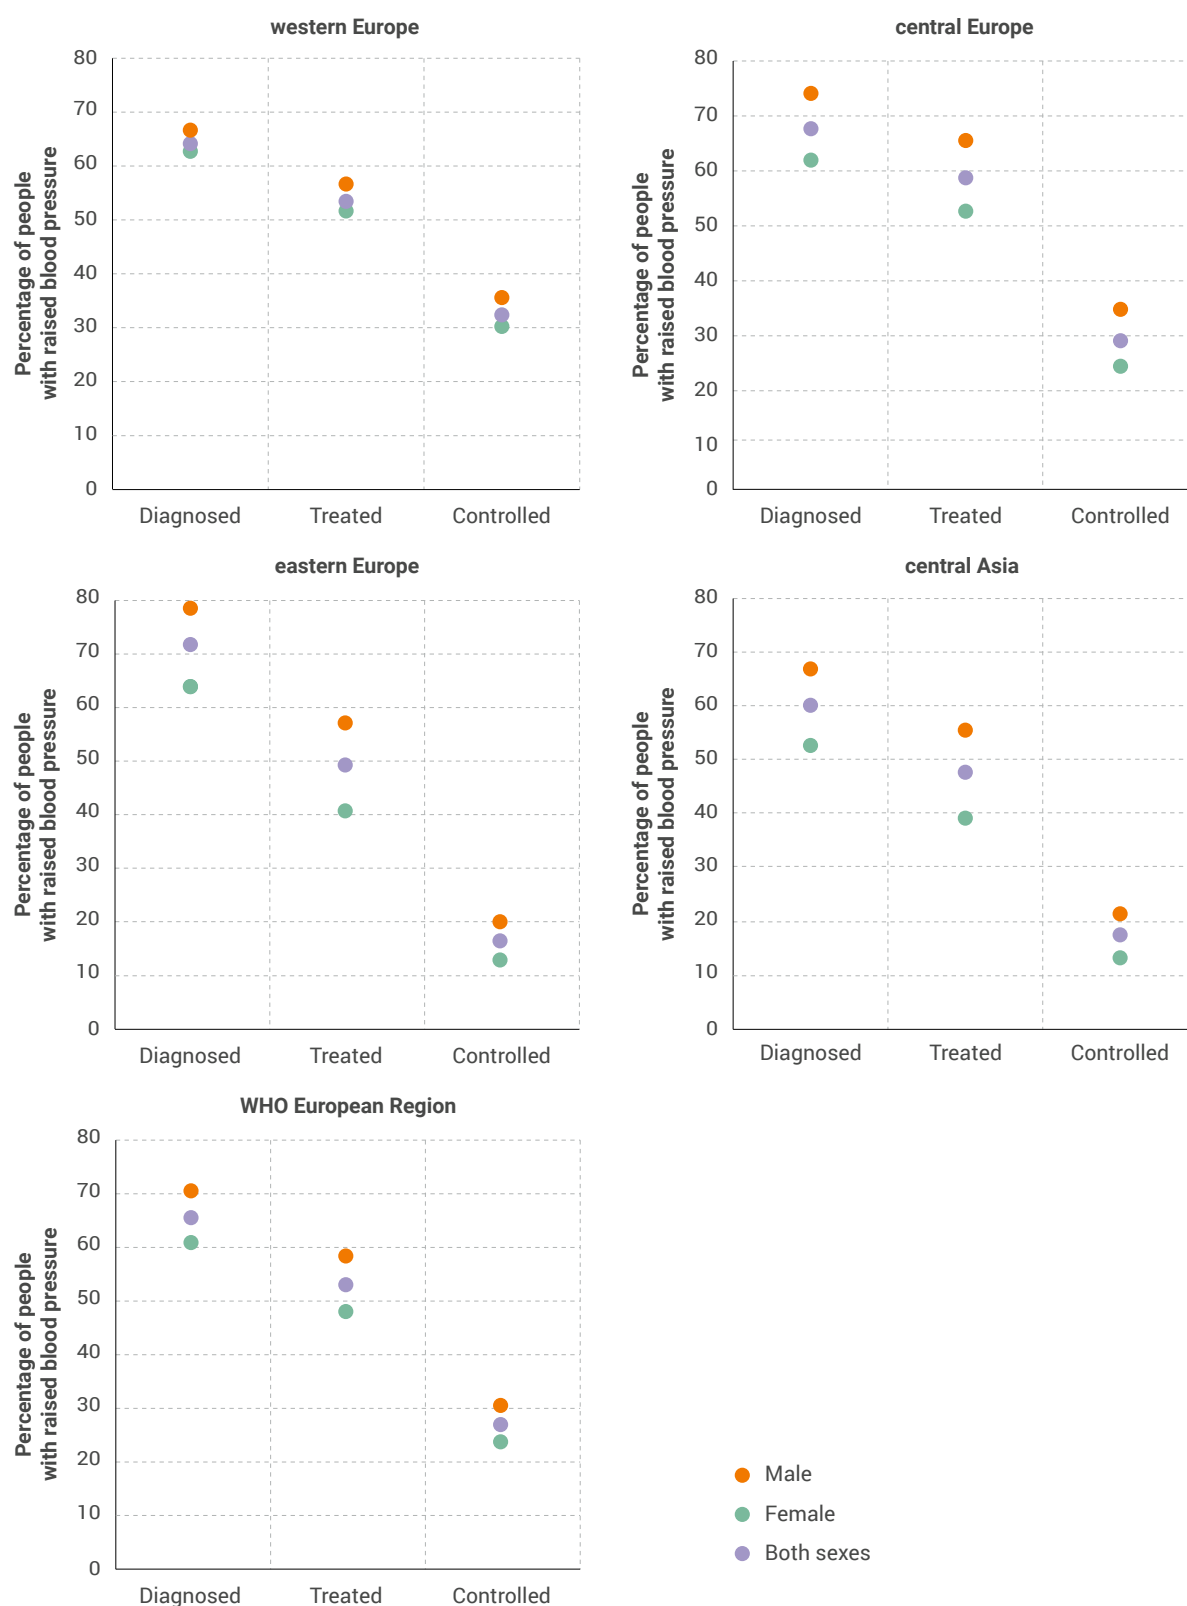 western Europe
80
70
60
50
40
30
20
10
0
Percentage of people
with raised blood pressure
Diagnosed
Treated
Controlled
central Europe
80
70
60
50
40
30
20
10
0
Percentage of people
with raised blood pressure
Diagnosed
Treated
Controlled
eastern Europe
80
70
60
50
40
30
20
10
0
Percentage of people
with raised blood pressure
Diagnosed
Treated
Controlled
central Asia
80
70
60
50
40
30
20
10
0
Percentage of people
with raised blood pressure
Diagnosed
Treated
Controlled
WHO European Region
80
70
60
50
40
30
20
10
0
Percentage of people
with raised blood pressure
Diagnosed
Treated
Controlled
Male
Female
Both sexes